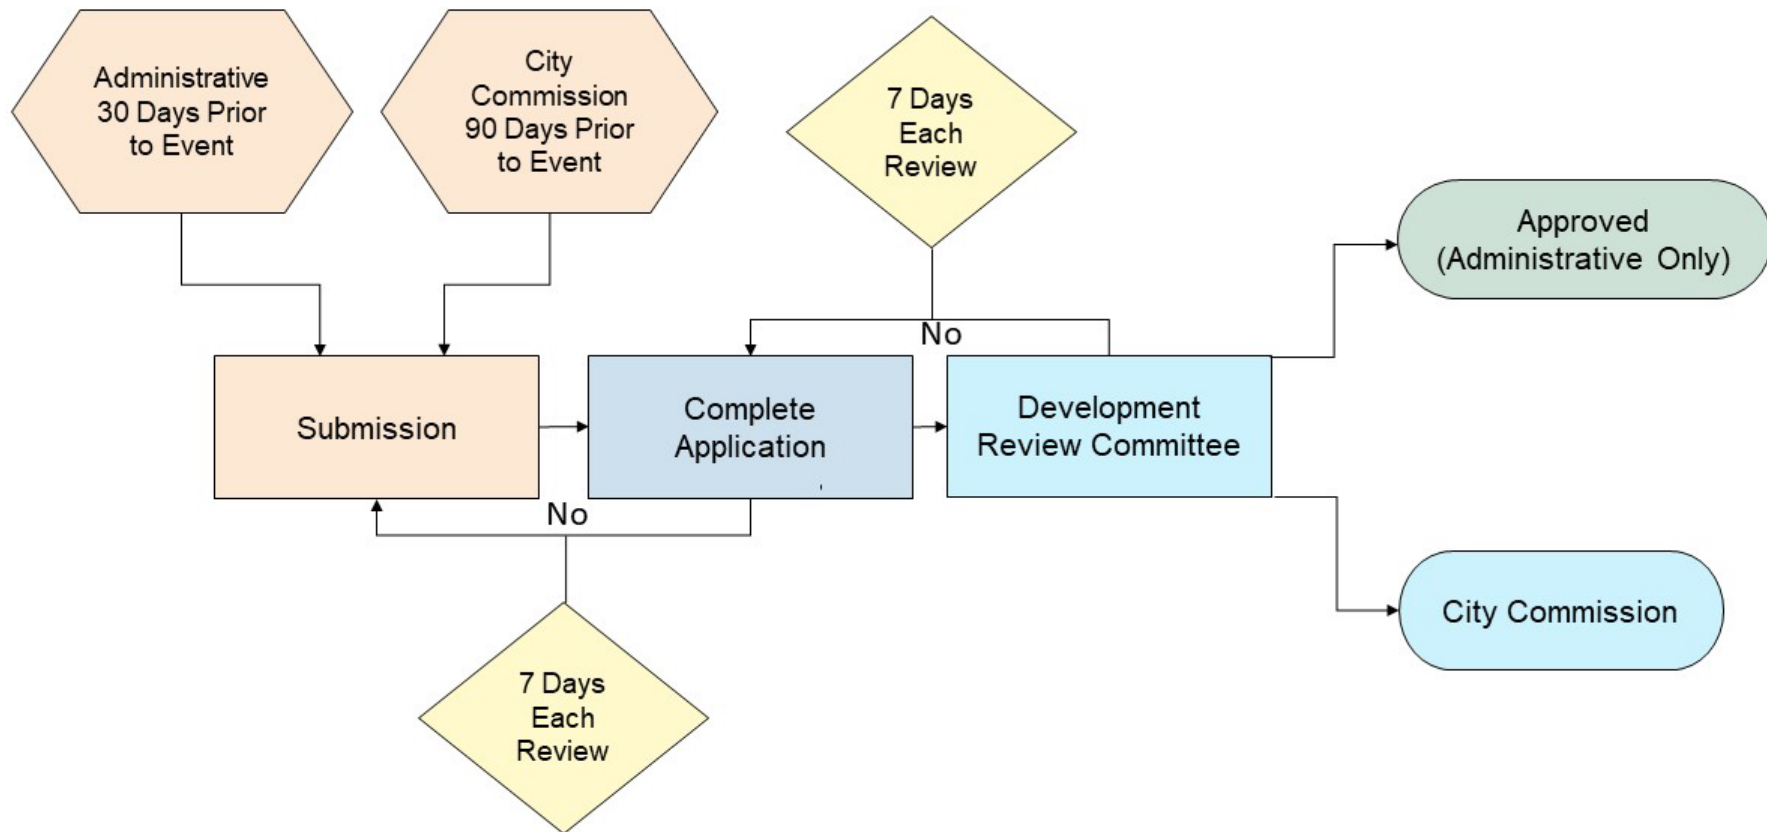 Administrative
30 Days Prior
to Event
City
Commission
90 Days Prior
to Event
7 Days
Each
Review
Approved
(Administrative Only)
No
Submission
Complete
Application
Development
Review Committee
No
City Commission
7 Days
Each
Review